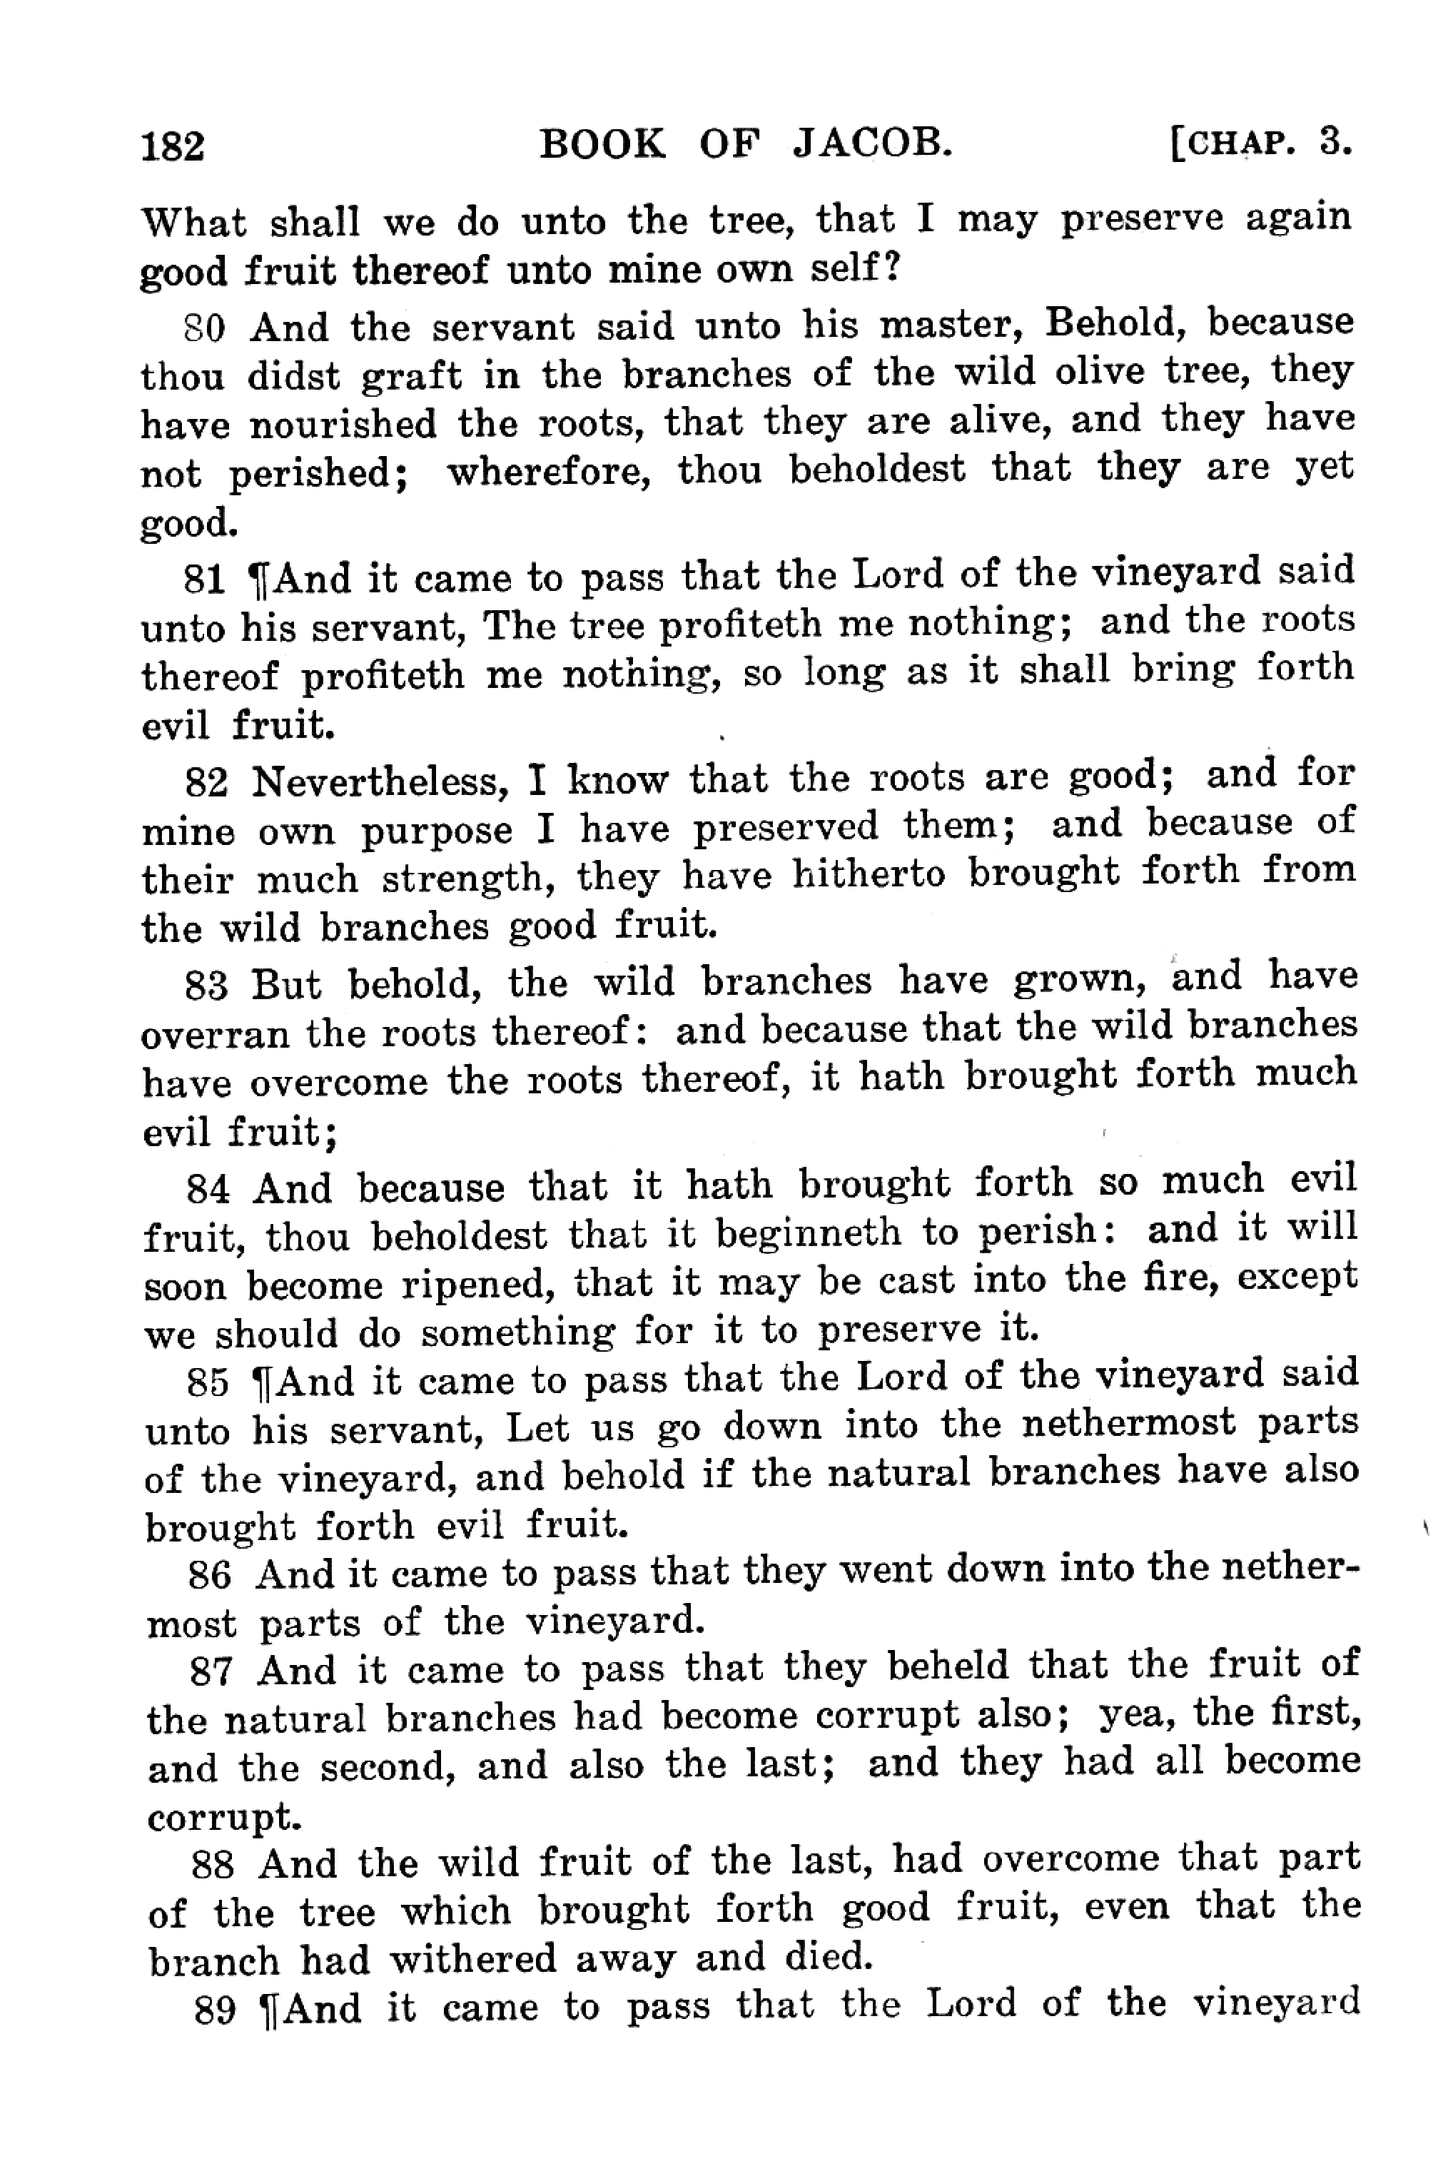 182 BOOK OF JACOB. [CHAP. 3.
What shall we do unto the tree, that I may preserve again
good fruit thereof unto mine own self?
80 And the servant said unto his master, Behold, because
thou didst graft in the branches of the wild olive tree, they
have nourished the roots, that they are alive, and they have
not perished; wherefore, thou beholdest that they are yet
good.
81 ¶And it came to pass that the Lord of the vineyard said
unto his servant, The tree profiteth me nothing; and the roots
thereof profiteth me nothing, so long as it shall bring forth
evil fruit.
82 Nevertheless, I know that the roots are good; and for
mine own purpose I have preserved them; and because of
their much strength, they have hitherto brought forth from
the wild branches good fruit.
83 But behold, the wild branches have grown, and have
overran the roots thereof: and because that the wild branches
have overcome the roots thereof, it hath brought forth much
evil fruit;
84 And because that it hath brought forth so much evil
fruit, thou beholdest that it beginneth to perish: and it will
soon become ripened, that it may be cast into the fire, except
we should do something for it to preserve it.
85 ¶And it came to pass that the Lord of the vineyard said
unto his servant, Let us go down into the nethermost parts
of the vineyard, and behold if the natural branches have also
brought forth evil fruit.
86 And it came to pass that they went down into the nether-
most parts of the vineyard.
87 And it came to pass that they beheld that the fruit of
the natural branches had become corrupt also; yea, the first,
and the second, and also the last; and they had all become
corrupt.
88 And the wild fruit of the last, had overcome that part
of the tree which brought forth good fruit, even that the
branch had withered away and died.
89 ¶And it came to pass that the Lord of the vineyard